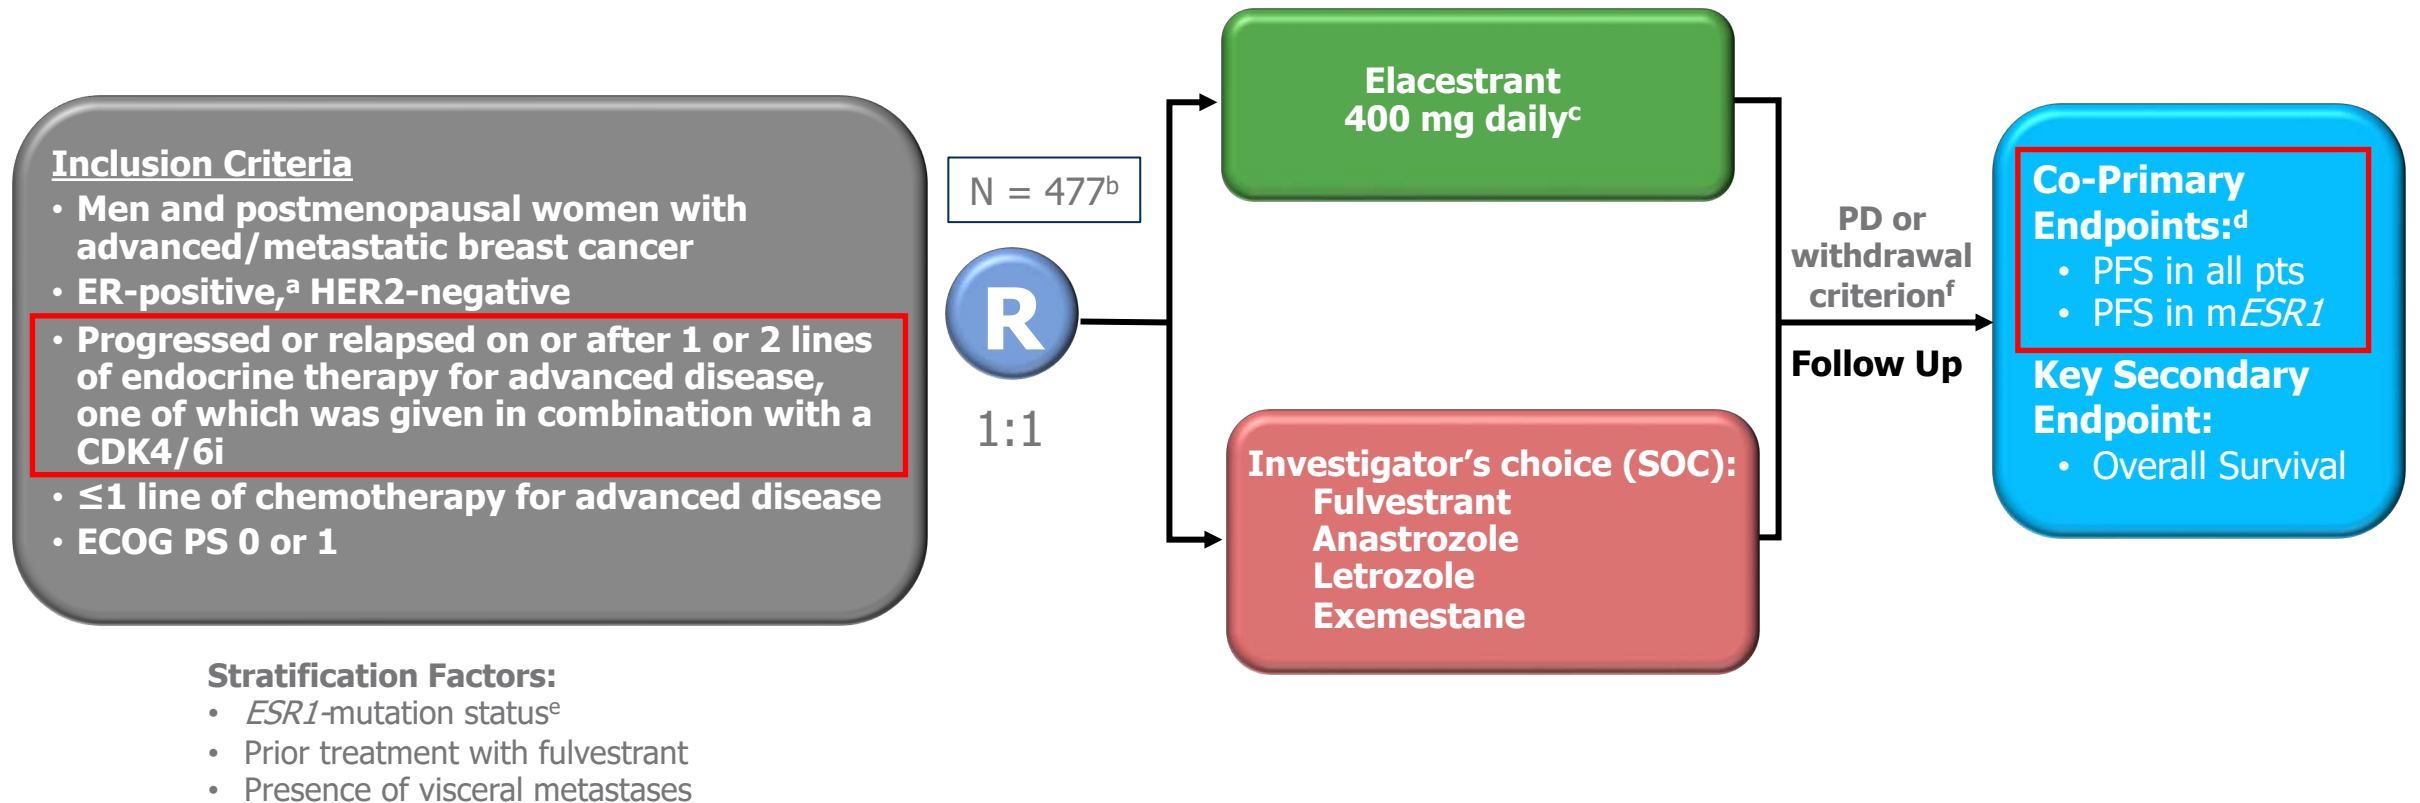 Inclusion Criteria
• Men and postmenopausal women with
advanced/metastatic breast cancer
• ER-positive,ᵃ HER2-negative
• Progressed or relapsed on or after 1 or 2 lines
of endocrine therapy for advanced disease,
one of which was given in combination with a
CDK4/6i
• ≤1 line of chemotherapy for advanced disease
• ECOG PS 0 or 1
Stratification Factors:
• ESR1-mutation statusᵉ
• Prior treatment with fulvestrant
• Presence of visceral metastases
N = 477ᵇ
R
1:1
Elacestrant
400 mg dailyᶜ
Investigator’s choice (SOC):
Fulvestrant
Anastrozole
Letrozole
Exemestane
PD or
withdrawal
criterionᶠ
Follow Up
Co-Primary
Endpoints:ᵈ
• PFS in all pts
• PFS in mESR1
Key Secondary
Endpoint:
• Overall Survival